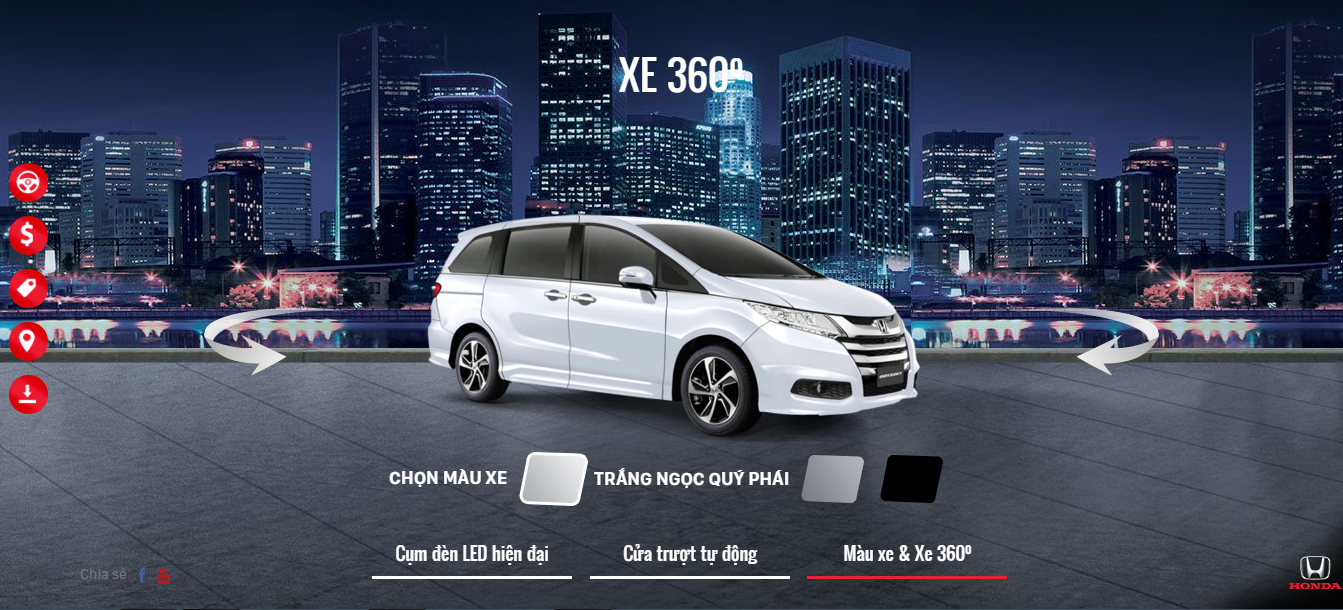 XE 360º
CHỌN MÀU XE
TRẮNG NGỌC QUÝ PHÁI
Cụm đèn LED hiện đại
Cửa trượt tự động
Màu xe & Xe 360º
Chia sẻ
HONDA